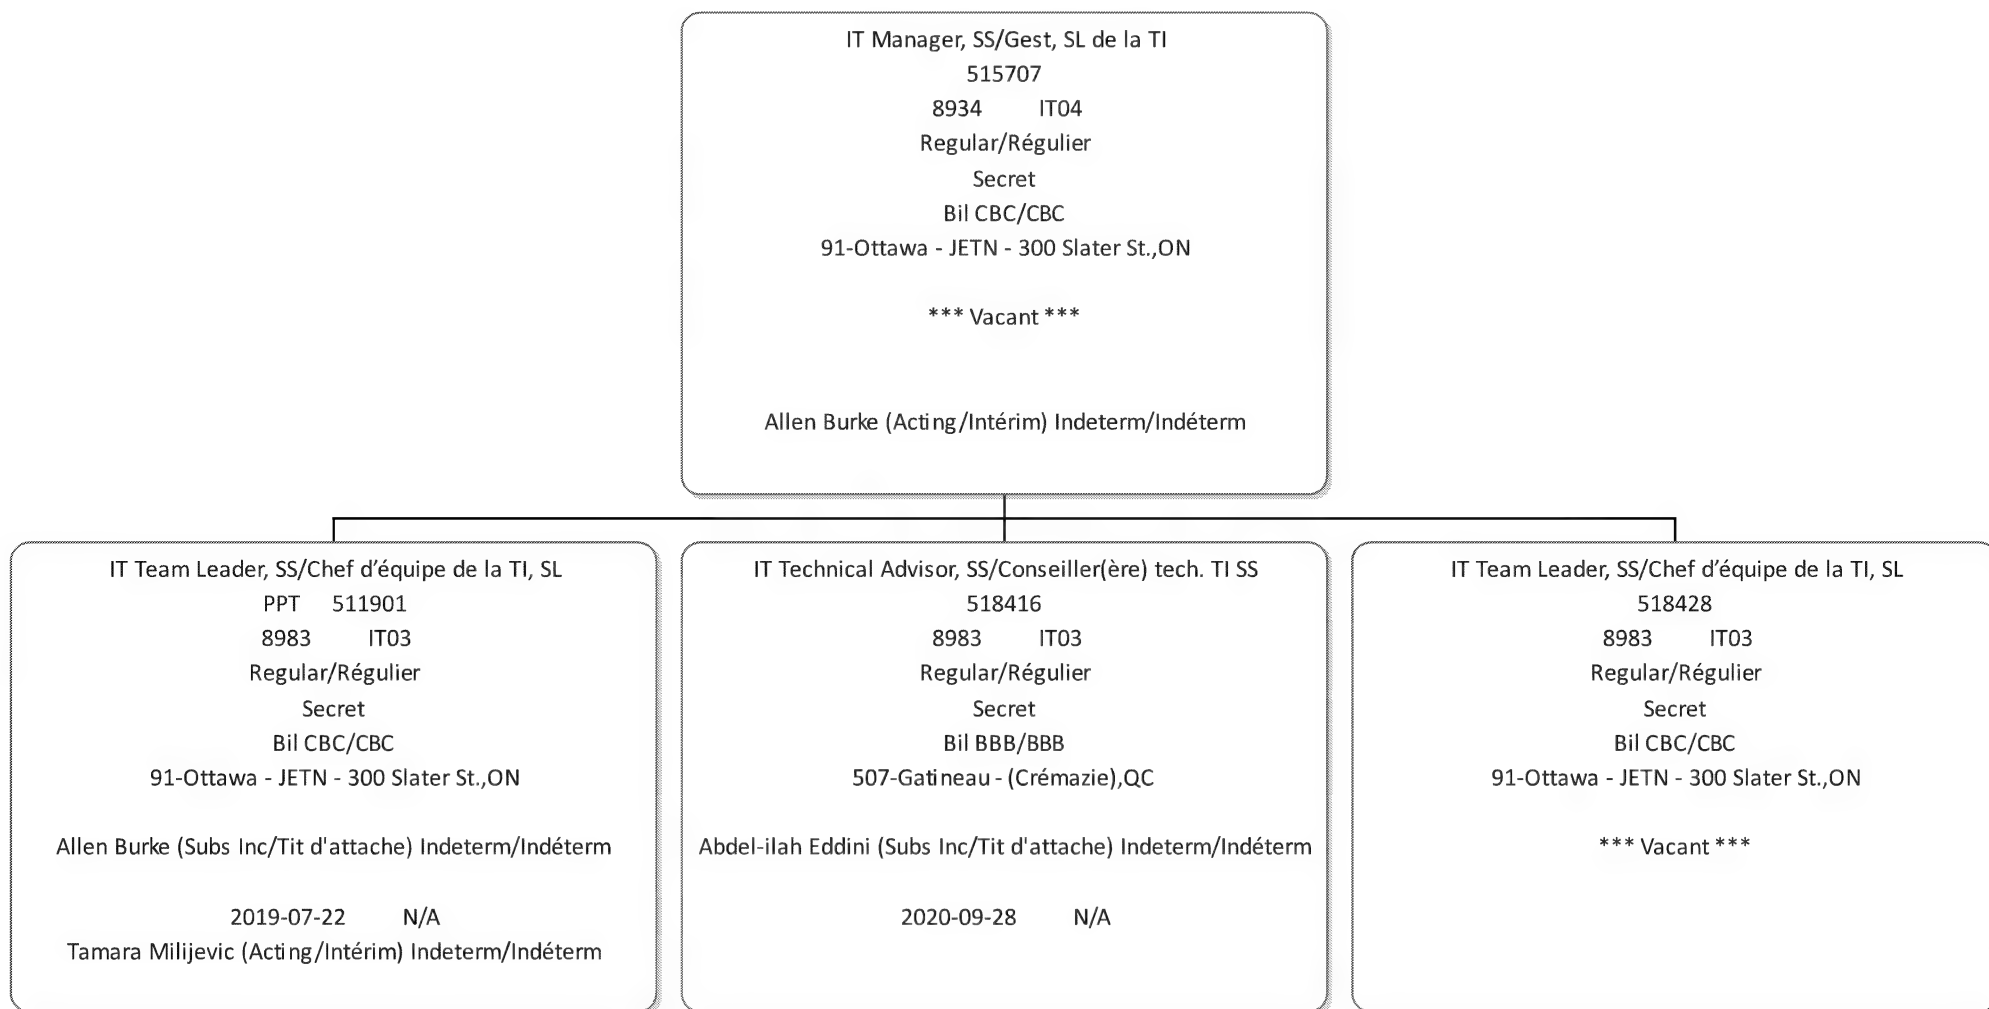 IT Manager, SS/Gest, SL de la TI
515707
8934 IT04
Regular/Régulier
Secret
Bil CBC/CBC
91-Ottawa - JETN - 300 Slater St.,ON
*** Vacant ***
Allen Burke (Acting/Intérim) Indeterm/Indéterm
IT Team Leader, SS/Chef d’équipe de la TI, SL
PPT 511901
8983 IT03
Regular/Régulier
Secret
Bil CBC/CBC
91-Ottawa - JETN - 300 Slater St.,ON
Allen Burke (Subs Inc/Tit d'attache) Indeterm/Indéterm
2019-07-22 N/A
Tamara Milijevic (Acting/Intérim) Indeterm/Indéterm
IT Technical Advisor, SS/Conseiller(ère) tech. TI SS
518416
8983 IT03
Regular/Régulier
Secret
Bil BBB/BBB
507-Gatineau - (Crémazie),QC
Abdel-ilah Eddini (Subs Inc/Tit d'attache) Indeterm/Indéterm
2020-09-28 N/A
IT Team Leader, SS/Chef d’équipe de la TI, SL
518428
8983 IT03
Regular/Régulier
Secret
Bil CBC/CBC
91-Ottawa - JETN - 300 Slater St.,ON
*** Vacant ***